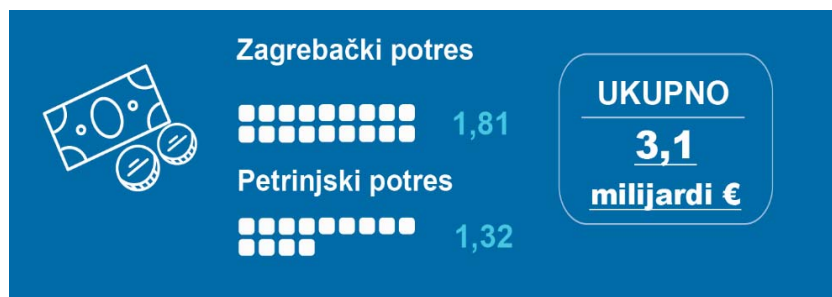 Zagrebački potres
1,81
Petrinjski potres
1,32
UKUPNO
3,1
milijardi €